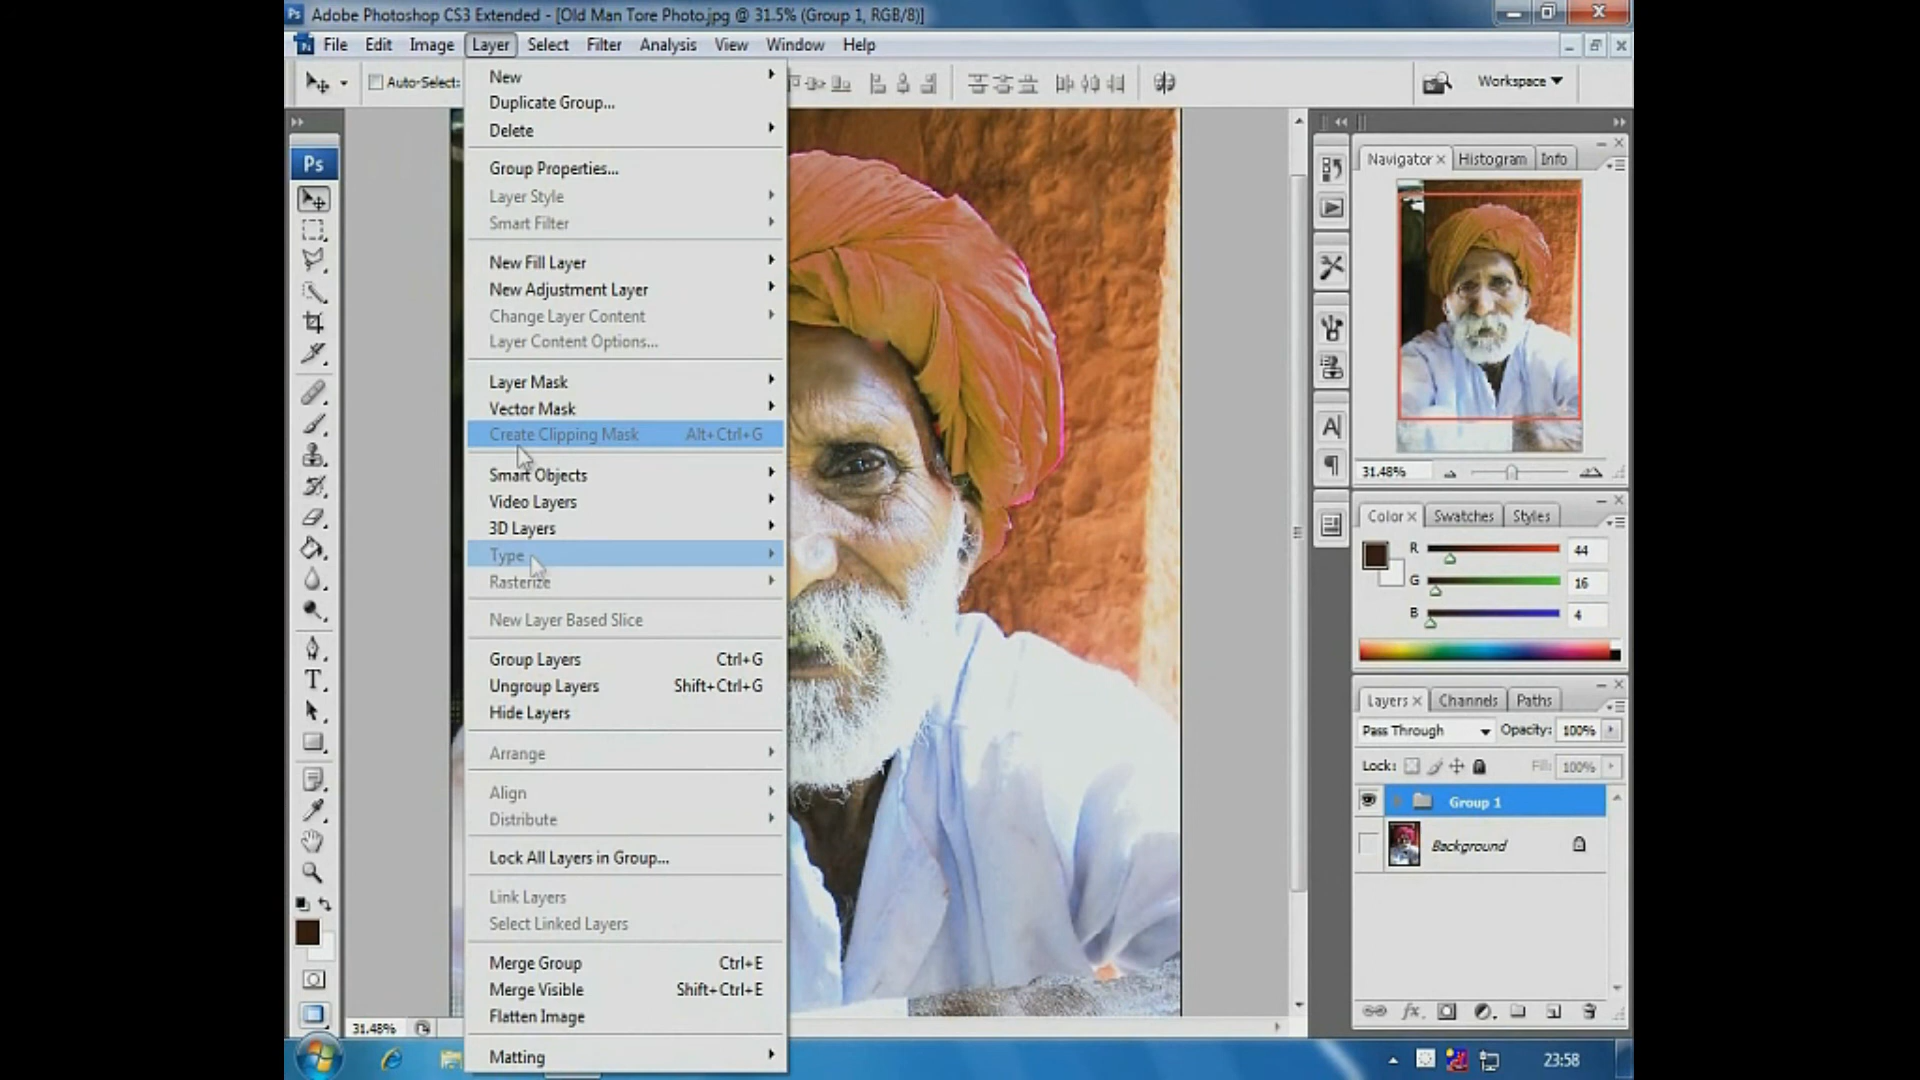 Adobe Photoshop CS3 Extended - [Old Man Tore Photo.jpg @ 31.5% (Group 1, RGB/8)]
File Edit Image Layer Select Filter Analysis View Window Help
Auto-Select:
Workspace
New
Duplicate Group...
Delete
Group Properties...
Layer Style
Smart Filter
New Fill Layer
New Adjustment Layer
Change Layer Content
Layer Content Options...
Layer Mask
Vector Mask
Create Clipping Mask Alt+Ctrl+G
Smart Objects
Video Layers
3D Layers
Type
Rasterize
New Layer Based Slice
Group Layers Ctrl+G
Ungroup Layers Shift+Ctrl+G
Hide Layers
Arrange
Align
Distribute
Lock All Layers in Group...
Link Layers
Select Linked Layers
Merge Group Ctrl+E
Merge Visible Shift+Ctrl+E
Flatten Image
Matting
Ps
T
31.48%
A
Navigator Histogram Info
31.48%
Color Swatches Styles
R 44
G 16
B 4
Layers Channels Paths
Pass Through Opacity: 100%
Lock: Fill: 100%
Group 1
Background
fx
23:58